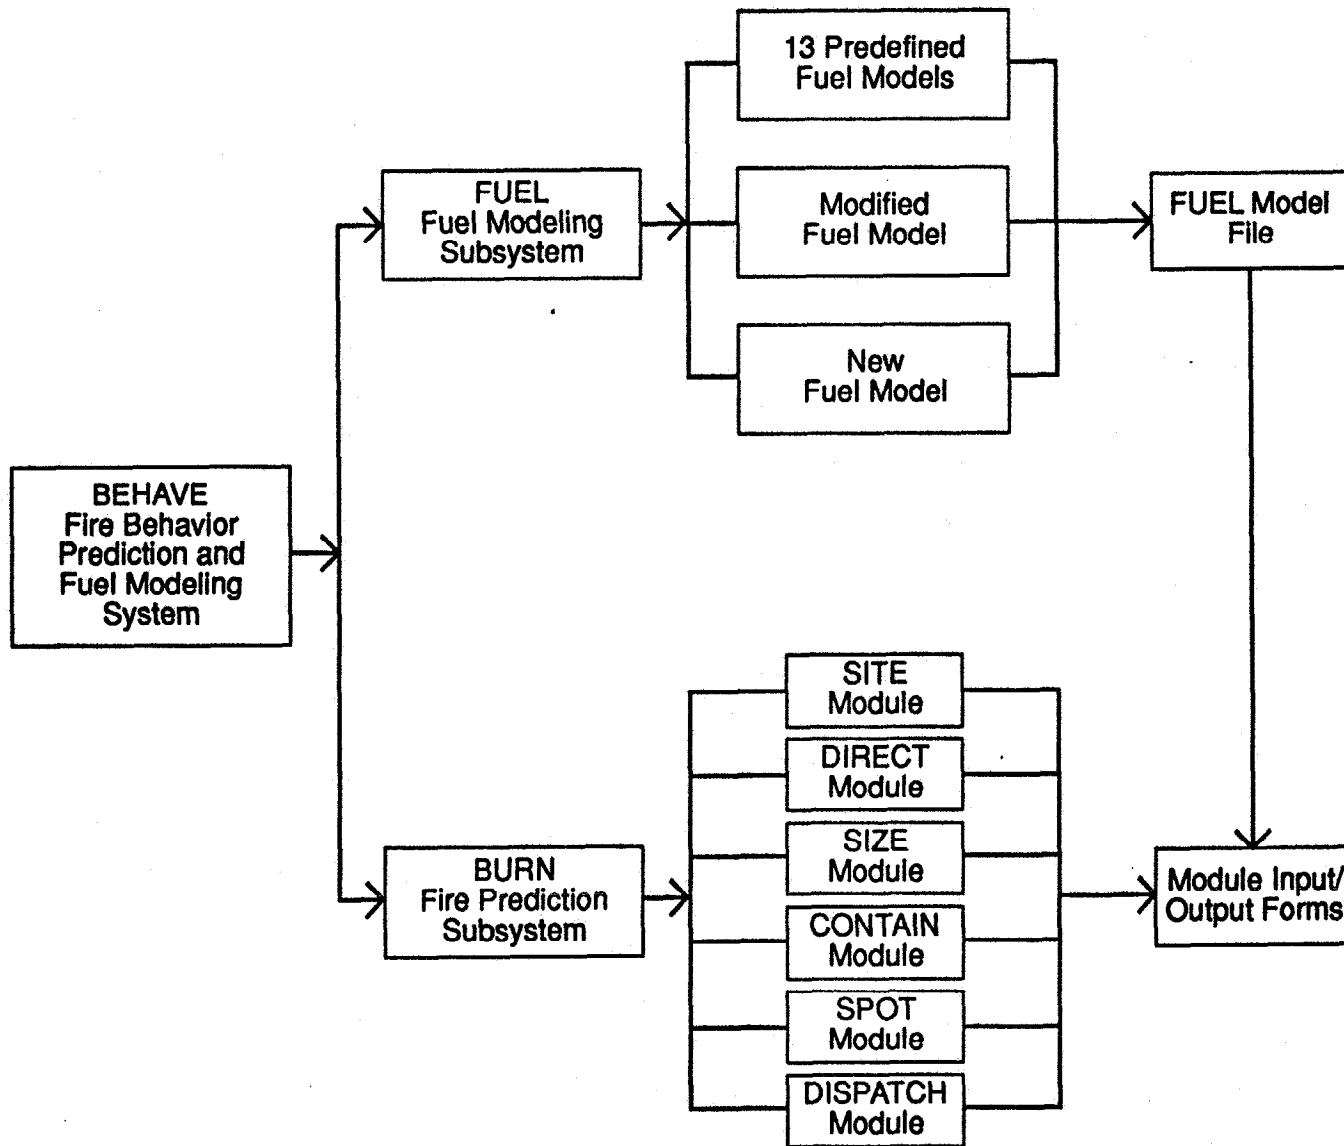 13 Predefined
Fuel Models
FUEL
Fuel Modeling
Subsystem
Modified
Fuel Model
FUEL Model
File
New
Fuel Model
BEHAVE
Fire Behavior
Prediction and
Fuel Modeling
System
SITE
Module
DIRECT
Module
SIZE
Module
BURN
Fire Prediction
Subsystem
CONTAIN
Module
Module Input/
Output Forms
SPOT
Module
DISPATCH
Module